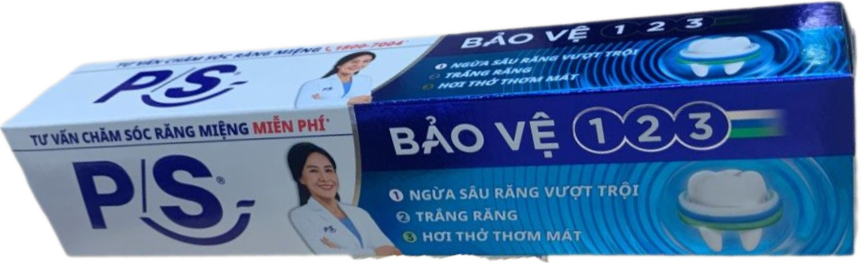 TƯ VẤN CHĂM SÓC RĂNG MIỆNG 1800-7004*
P/S®
BẢO VỆ 1 2 3
1 NGỪA SÂU RĂNG VƯỢT TRỘI
2 TRẮNG RĂNG
3 HƠI THỞ THƠM MÁT
TƯ VẤN CHĂM SÓC RĂNG MIỆNG MIỄN PHÍ*
P/S®
BẢO VỆ 1 2 3
1 NGỪA SÂU RĂNG VƯỢT TRỘI
2 TRẮNG RĂNG
3 HƠI THỞ THƠM MÁT